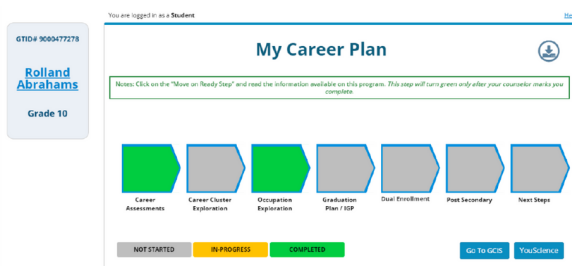 You are logged in as a Student
He
GTID# 9000477278
Rolland
Abrahams
Grade 10
My Career Plan
Notes: Click on the "Move on Ready Step" and read the information available on this program. This step will turn green only after your counselor marks you
complete.
Career
Assessments
Career Cluster
Exploration
Occupation
Exploration
Graduation
Plan / IGP
Dual Enrollment
Post Secondary
Next Steps
NOT STARTED
IN-PROGRESS
COMPLETED
Go To GCIS
YouScience